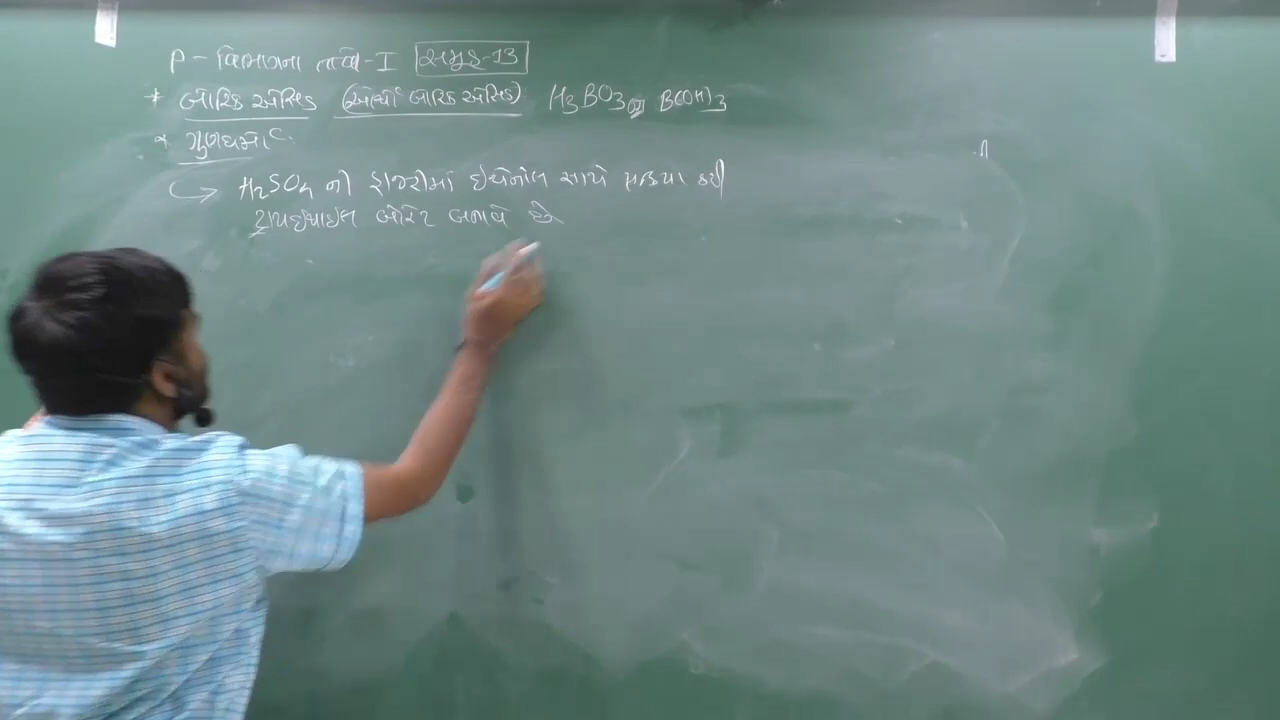 P - વિભાગના તત્વો - I સમૂહ-13
* બોરિક એસિડ (ઓર્થો બોરિક એસિડ) H₃BO₃ અથવા B(OH)₃
* ગુણધર્મો :
↪ H₂SO₄ ની હાજરીમાં ઇથેનોલ સાથે પ્રક્રિયા કરી
ટ્રાયઇથાઇલ બોરેટ બનાવે છે